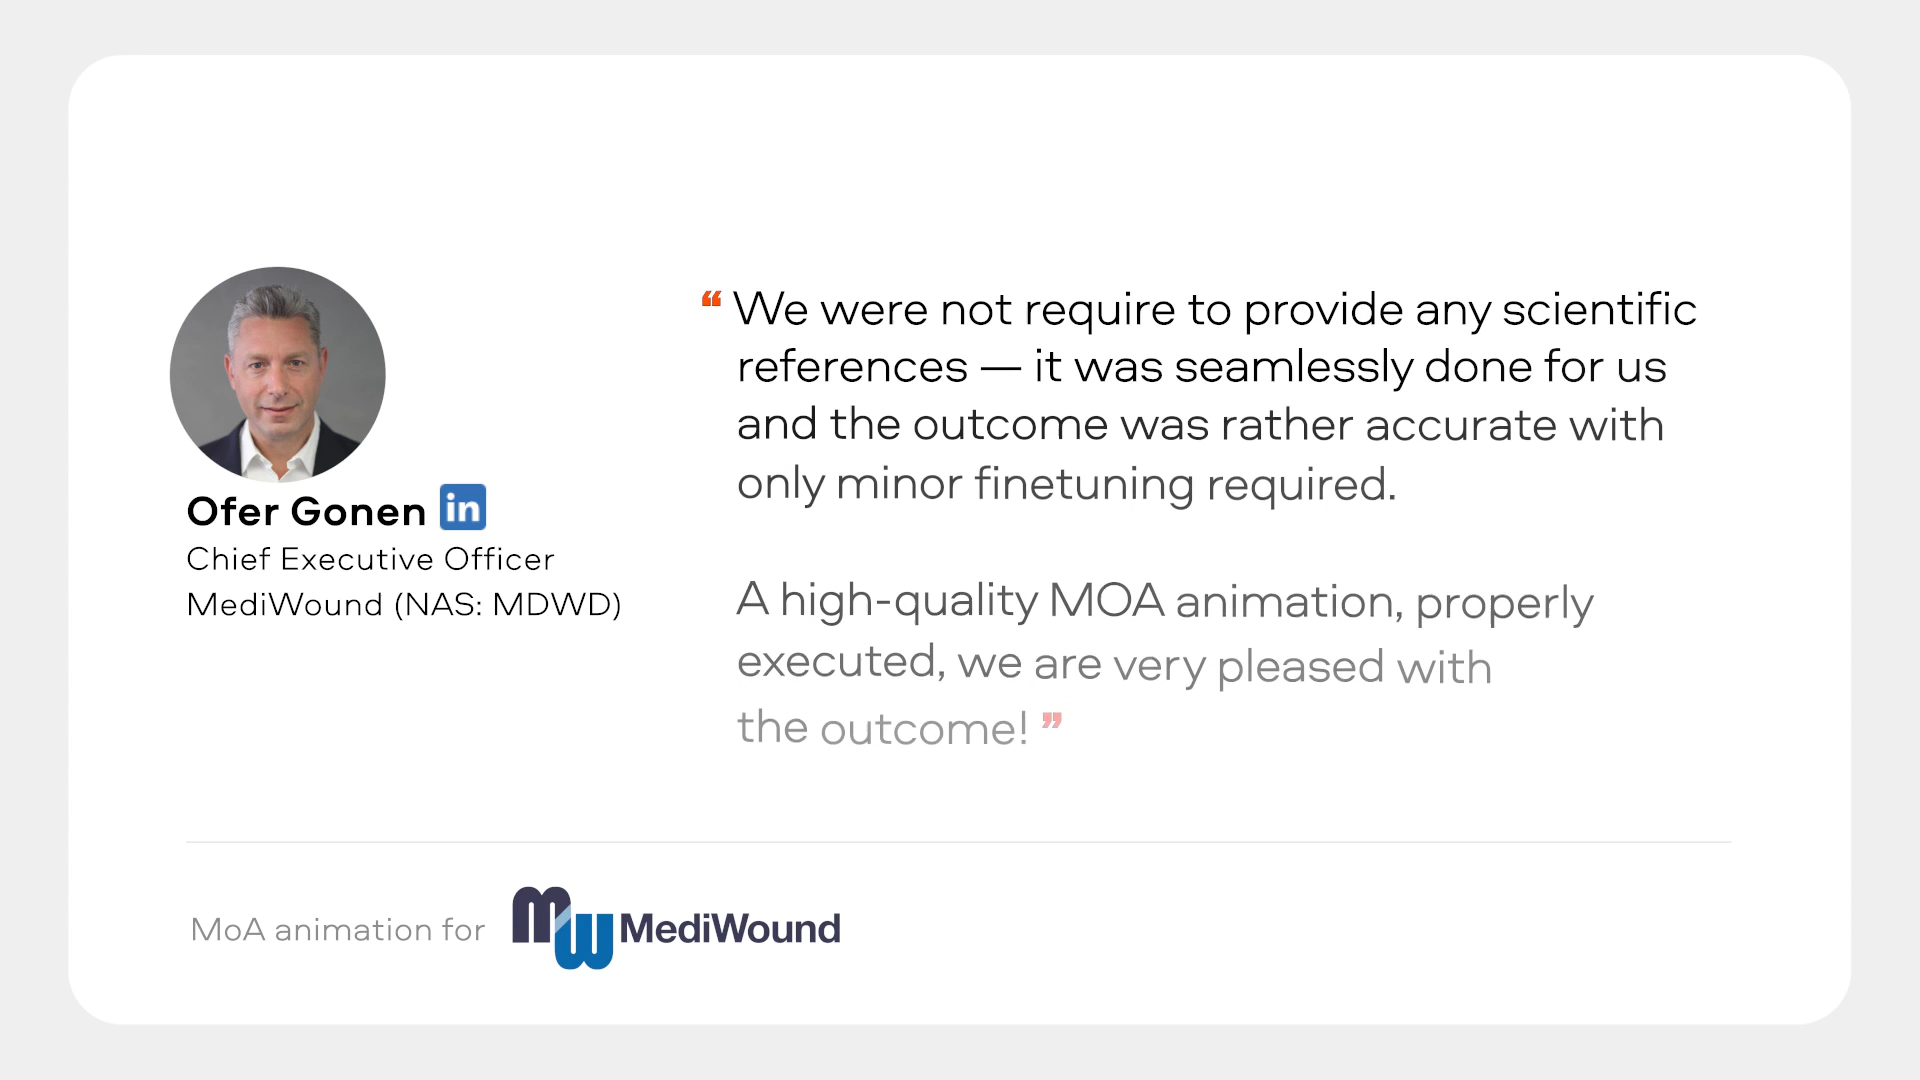 Ofer Gonen in
Chief Executive Officer
MediWound (NAS: MDWD)
“ We were not require to provide any scientific
references — it was seamlessly done for us
and the outcome was rather accurate with
only minor finetuning required.
A high-quality MOA animation, properly
executed, we are very pleased with
the outcome! ”
MoA animation for MW MediWound